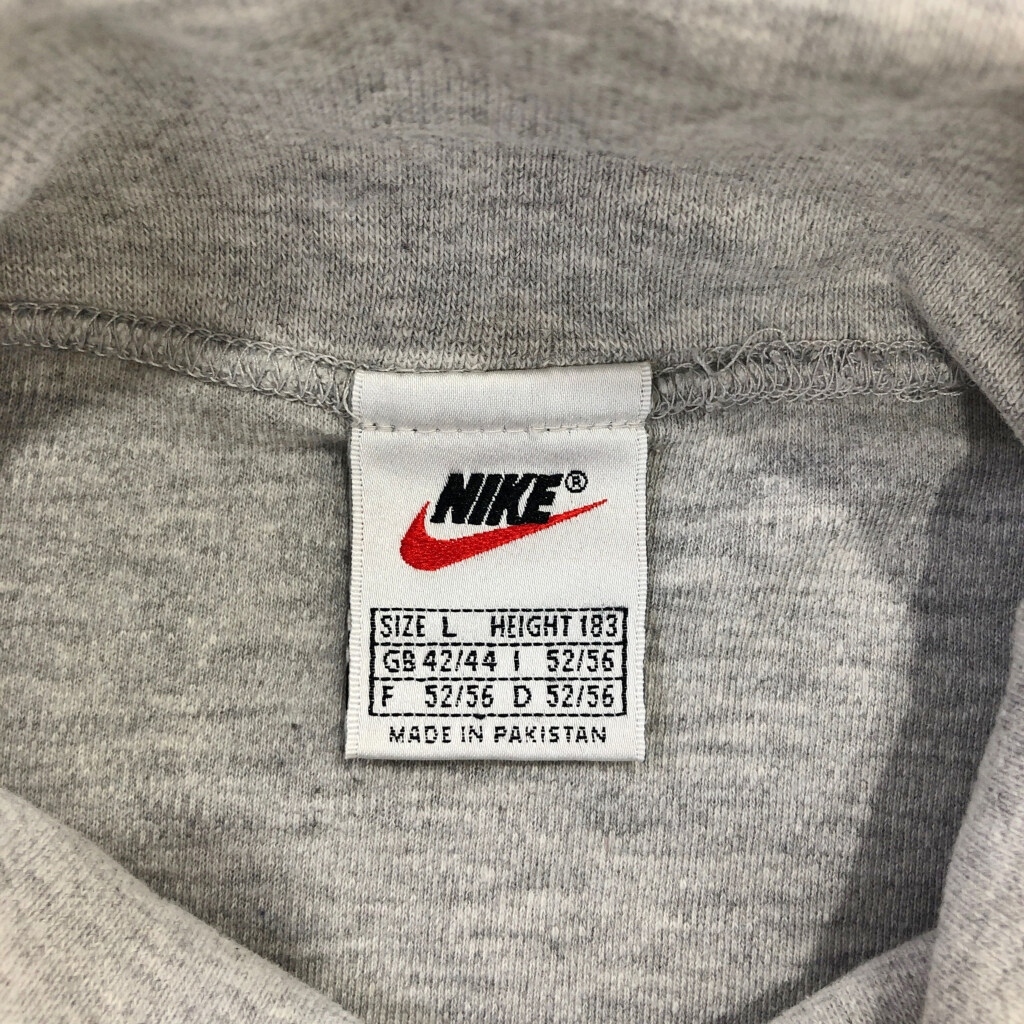 NIKE®
SIZE L HEIGHT 183
GB 42/44 I 52/56
F 52/56 D 52/56
MADE IN PAKISTAN